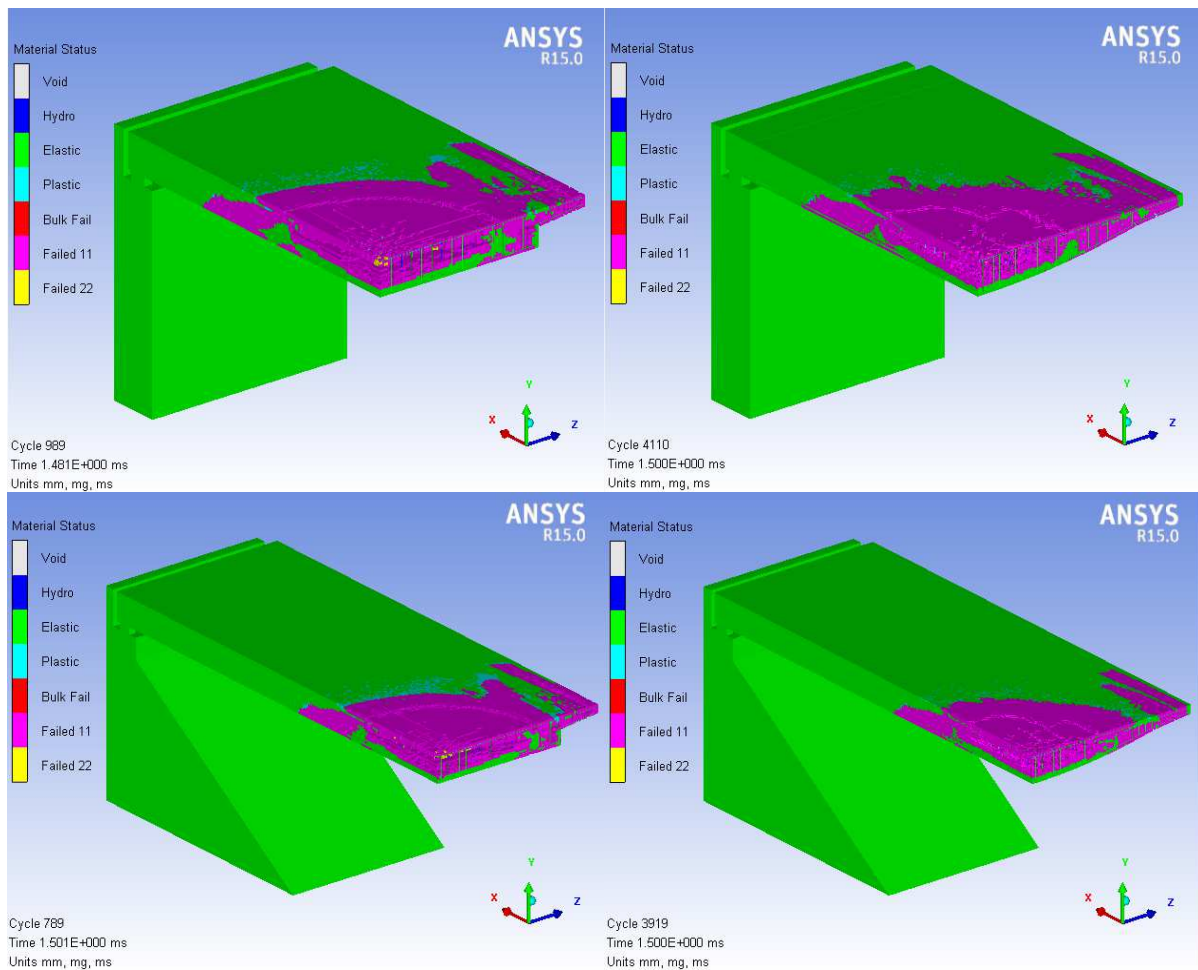 ANSYS
R15.0
Material Status
Void
Hydro
Elastic
Plastic
Bulk Fail
Failed 11
Failed 22
Y
X
Z
Cycle 989
Time 1.481E+000 ms
Units mm, mg, ms
ANSYS
R15.0
Material Status
Void
Hydro
Elastic
Plastic
Bulk Fail
Failed 11
Failed 22
Y
X
Z
Cycle 4110
Time 1.500E+000 ms
Units mm, mg, ms
ANSYS
R15.0
Material Status
Void
Hydro
Elastic
Plastic
Bulk Fail
Failed 11
Failed 22
Y
X
Z
Cycle 789
Time 1.501E+000 ms
Units mm, mg, ms
ANSYS
R15.0
Material Status
Void
Hydro
Elastic
Plastic
Bulk Fail
Failed 11
Failed 22
Y
X
Z
Cycle 3919
Time 1.500E+000 ms
Units mm, mg, ms